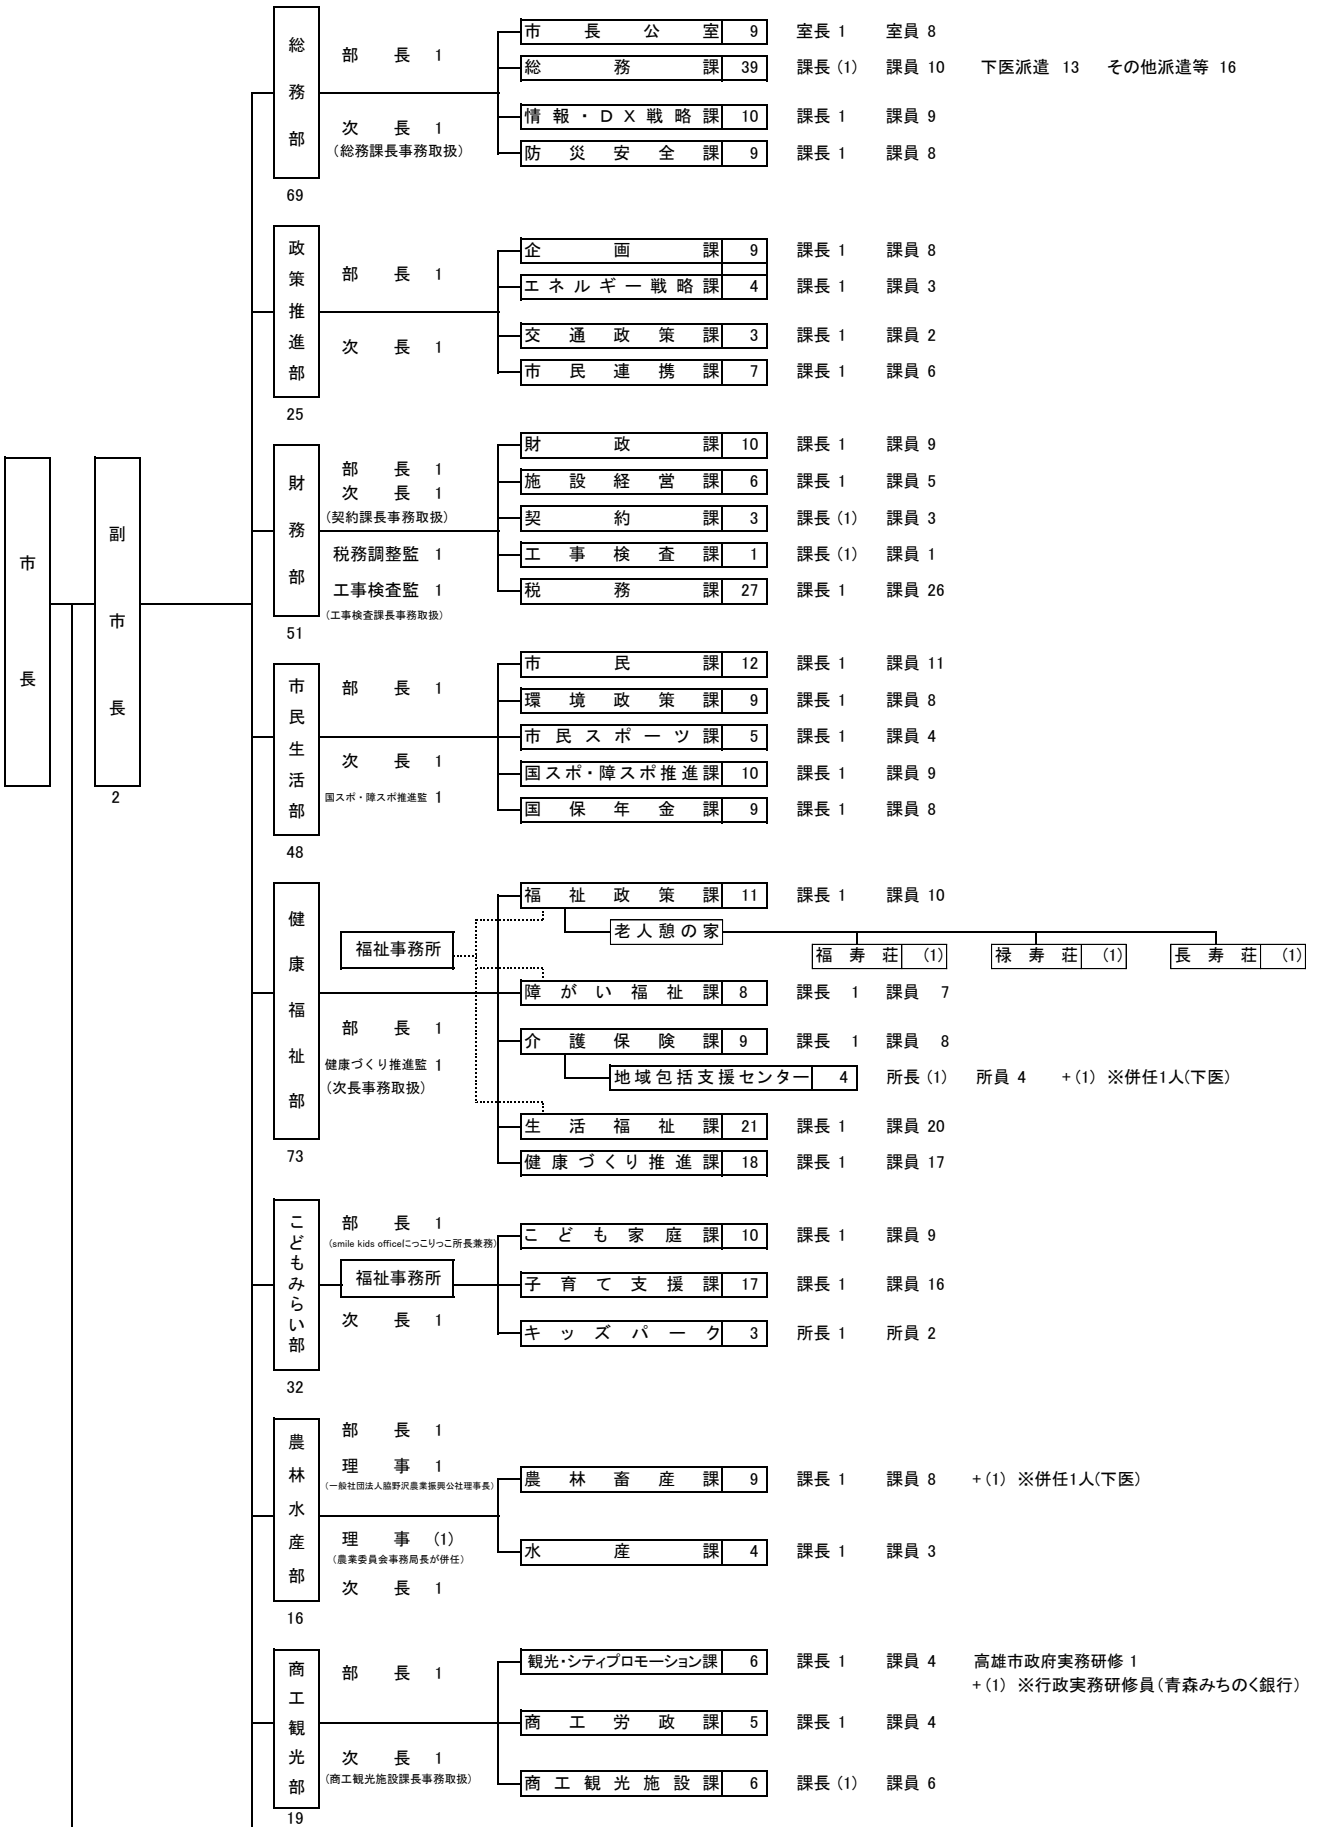 市長
副市長
2
総務部
69
部長 1
次長 1
(総務課長事務取扱)
市長公室 9 室長 1 室員 8
総務課 39 課長 (1) 課員 10 下医派遣 13 その他派遣等 16
情報・DX戦略課 10 課長 1 課員 9
防災安全課 9 課長 1 課員 8
政策推進部
25
部長 1
次長 1
企画課 9 課長 1 課員 8
エネルギー戦略課 4 課長 1 課員 3
交通政策課 3 課長 1 課員 2
市民連携課 7 課長 1 課員 6
財務部
51
部長 1
次長 1
(契約課長事務取扱)
税務調整監 1
工事検査監 1
(工事検査課長事務取扱)
財政課 10 課長 1 課員 9
施設経営課 6 課長 1 課員 5
契約課 3 課長 (1) 課員 3
工事検査課 1 課長 (1) 課員 1
税務課 27 課長 1 課員 26
市民生活部
48
部長 1
次長 1
国スポ・障スポ推進監 1
市民課 12 課長 1 課員 11
環境政策課 9 課長 1 課員 8
市民スポーツ課 5 課長 1 課員 4
国スポ・障スポ推進課 10 課長 1 課員 9
国保年金課 9 課長 1 課員 8
健康福祉部
73
福祉事務所
部長 1
健康づくり推進監 1
(次長事務取扱)
福祉政策課 11 課長 1 課員 10
老人憩の家
福寿荘 (1) 禄寿荘 (1) 長寿荘 (1)
障がい福祉課 8 課長 1 課員 7
介護保険課 9 課長 1 課員 8
地域包括支援センター 4 所長 (1) 所員 4 +(1) ※併任1人(下医)
生活福祉課 21 課長 1 課員 20
健康づくり推進課 18 課長 1 課員 17
こどもみらい部
32
部長 1
(smile kids officeにっこりっこ所長兼務)
福祉事務所
次長 1
こども家庭課 10 課長 1 課員 9
子育て支援課 17 課長 1 課員 16
キッズパーク 3 所長 1 所員 2
農林水産部
16
部長 1
理事 1
(一般社団法人脇野沢農業振興公社理事長)
理事 (1)
(農業委員会事務局長が併任)
次長 1
農林畜産課 9 課長 1 課員 8 +(1) ※併任1人(下医)
水産課 4 課長 1 課員 3
商工観光部
19
部長 1
次長 1
(商工観光施設課長事務取扱)
観光・シティプロモーション課 6 課長 1 課員 4 高雄市政府実務研修 1
+(1) ※行政実務研修員(青森みちのく銀行)
商工労政課 5 課長 1 課員 4
商工観光施設課 6 課長 (1) 課員 6